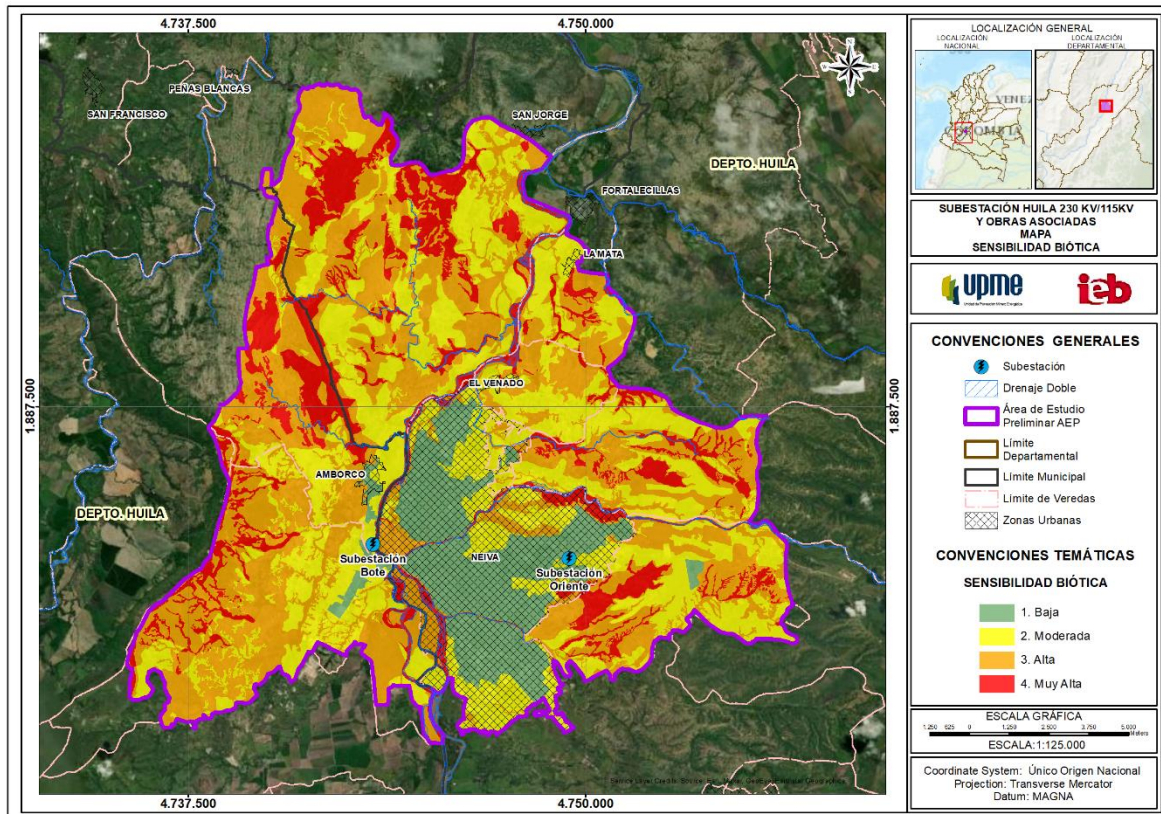 4.737.500
4.750.000
1.887.500
1.887.500
PEÑAS BLANCAS
SAN FRANCISCO
SAN JORGE
DEPTO. HUILA
FORTALECILLAS
LA MATA
EL VENADO
AMBORCO
DEPTO. HUILA
Subestación
Bote
NEIVA
Subestación
Oriente
4.737.500
4.750.000
LOCALIZACIÓN GENERAL
LOCALIZACIÓN
NACIONAL
LOCALIZACIÓN
DEPARTAMENTAL
SUBESTACIÓN HUILA 230 KV/115KV
Y OBRAS ASOCIADAS
MAPA
SENSIBILIDAD BIÓTICA
upme
ieb
CONVENCIONES GENERALES
Subestación
Drenaje Doble
Área de Estudio
Preliminar AEP
Límite
Departamental
Límite Municipal
Límite de Veredas
Zonas Urbanas
CONVENCIONES TEMÁTICAS
SENSIBILIDAD BIÓTICA
1. Baja
2. Moderada
3. Alta
4. Muy Alta
ESCALA GRÁFICA
1.250 625 0 1.250 2.500 3.750 5.000
Meters
ESCALA:1:125.000
Coordinate System: Único Origen Nacional
Projection: Transverse Mercator
Datum: MAGNA